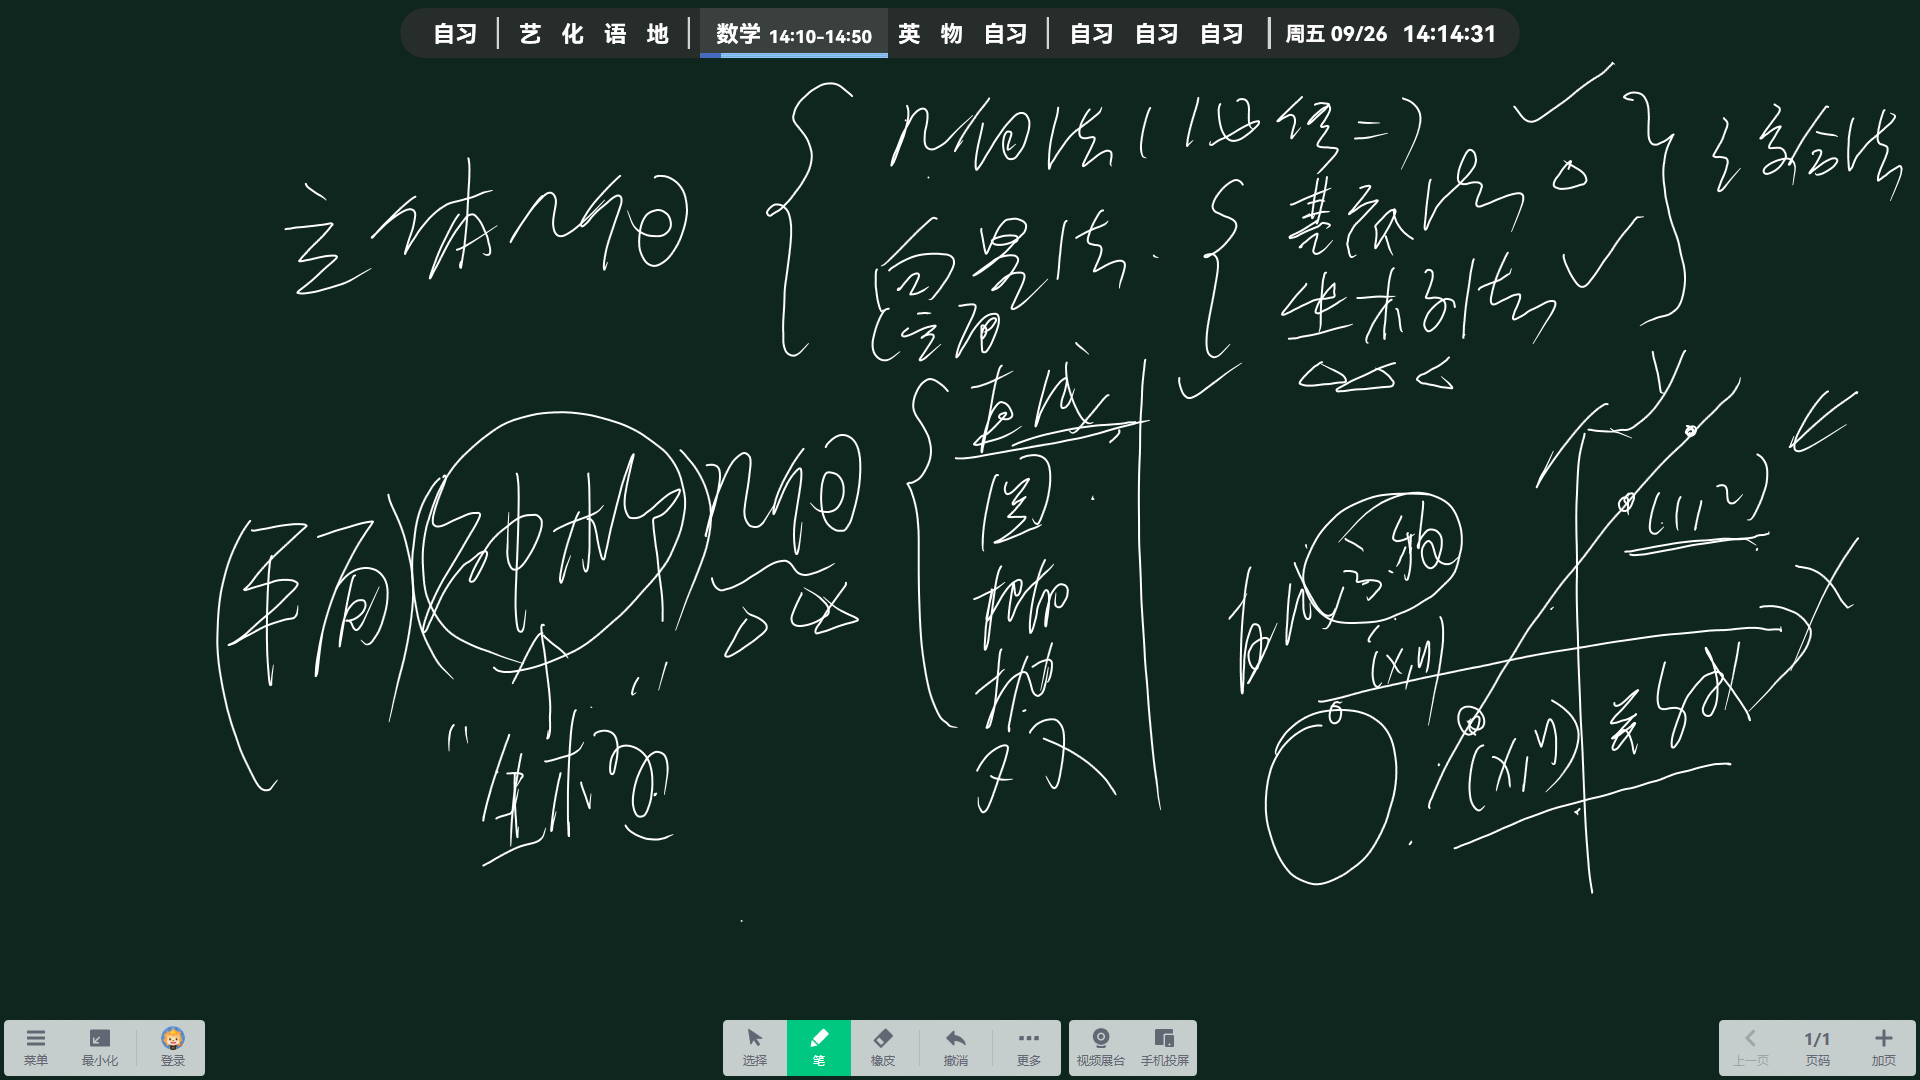 自习 | 艺 化 语 地 | 数学 14:10-14:50 英 物 自习 | 自习 自习 自习 | 周五 09/26 14:14:31
立体几何
几何法(必修二)
综合法
向量法
空间
基底法
坐标法
(平面)解析几何
直线
圆
椭
抛
双
"坐标"
(1,2)
(x,y)
(x,y)
y
x
菜单 最小化 登录
选择 笔 橡皮 撤消 更多
视频展台 手机投屏
上一页 1/1 页码 加页